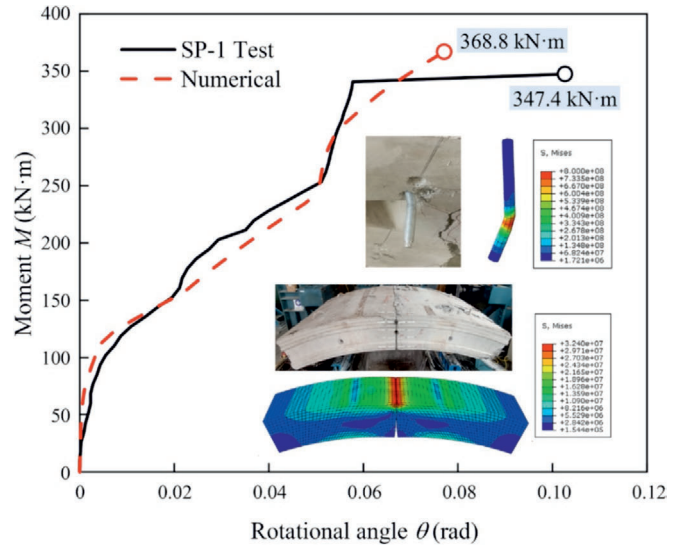 400
350
300
250
200
150
100
50
0
Moment M (kN·m)
SP-1 Test
Numerical
368.8 kN·m
347.4 kN·m
S, Mises
+8.000e+08
+7.335e+08
+6.670e+08
+6.004e+08
+5.339e+08
+4.674e+08
+4.009e+08
+3.343e+08
+2.678e+08
+2.013e+08
+1.348e+08
+6.824e+07
+1.721e+06
S, Mises
+3.240e+07
+2.971e+07
+2.703e+07
+2.434e+07
+2.165e+07
+1.896e+07
+1.628e+07
+1.359e+07
+1.090e+07
+8.216e+06
+5.529e+06
+2.842e+06
+1.544e+05
0 0.02 0.04 0.06 0.08 0.10 0.12
Rotational angle θ (rad)